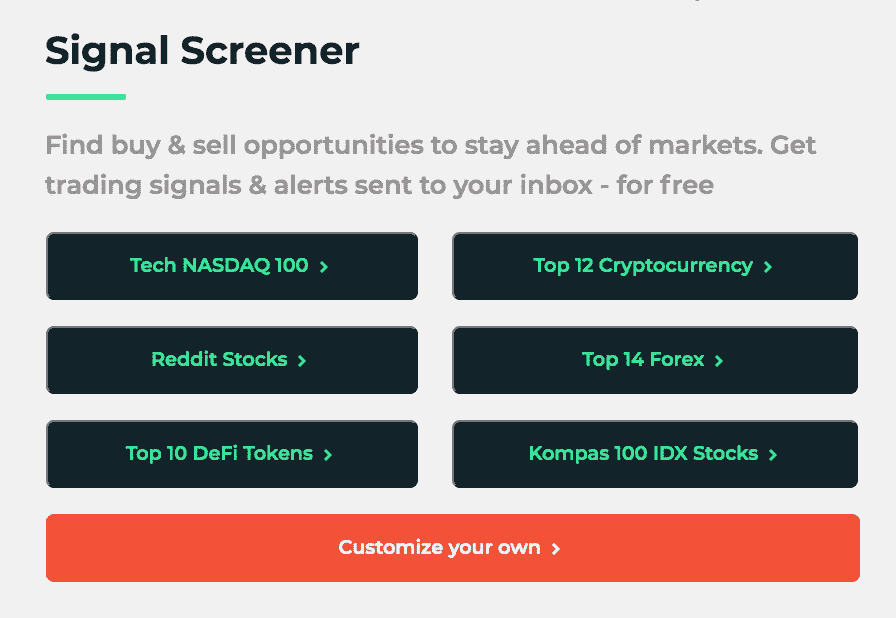 Signal Screener
Find buy & sell opportunities to stay ahead of markets. Get
trading signals & alerts sent to your inbox - for free
Tech NASDAQ 100 >
Top 12 Cryptocurrency >
Reddit Stocks >
Top 14 Forex >
Top 10 DeFi Tokens >
Kompas 100 IDX Stocks >
Customize your own >